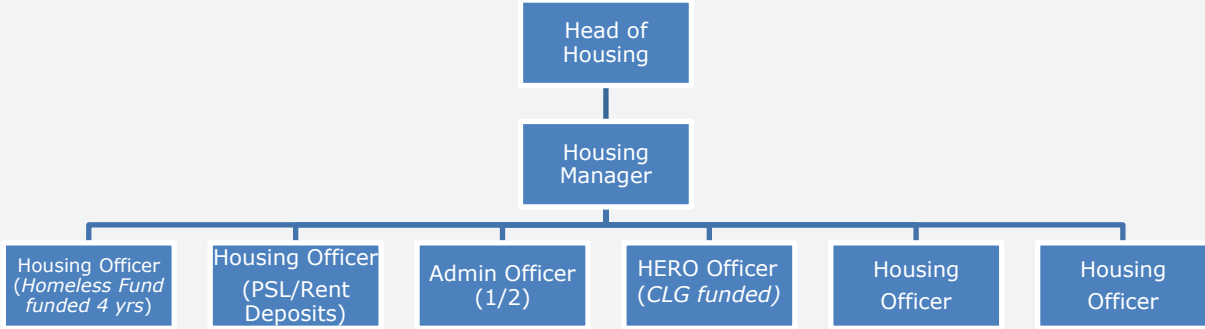 Head of
Housing
Housing
Manager
Housing Officer
(Homeless Fund
funded 4 yrs)
Housing Officer
(PSL/Rent
Deposits)
Admin Officer
(1/2)
HERO Officer
(CLG funded)
Housing
Officer
Housing
Officer